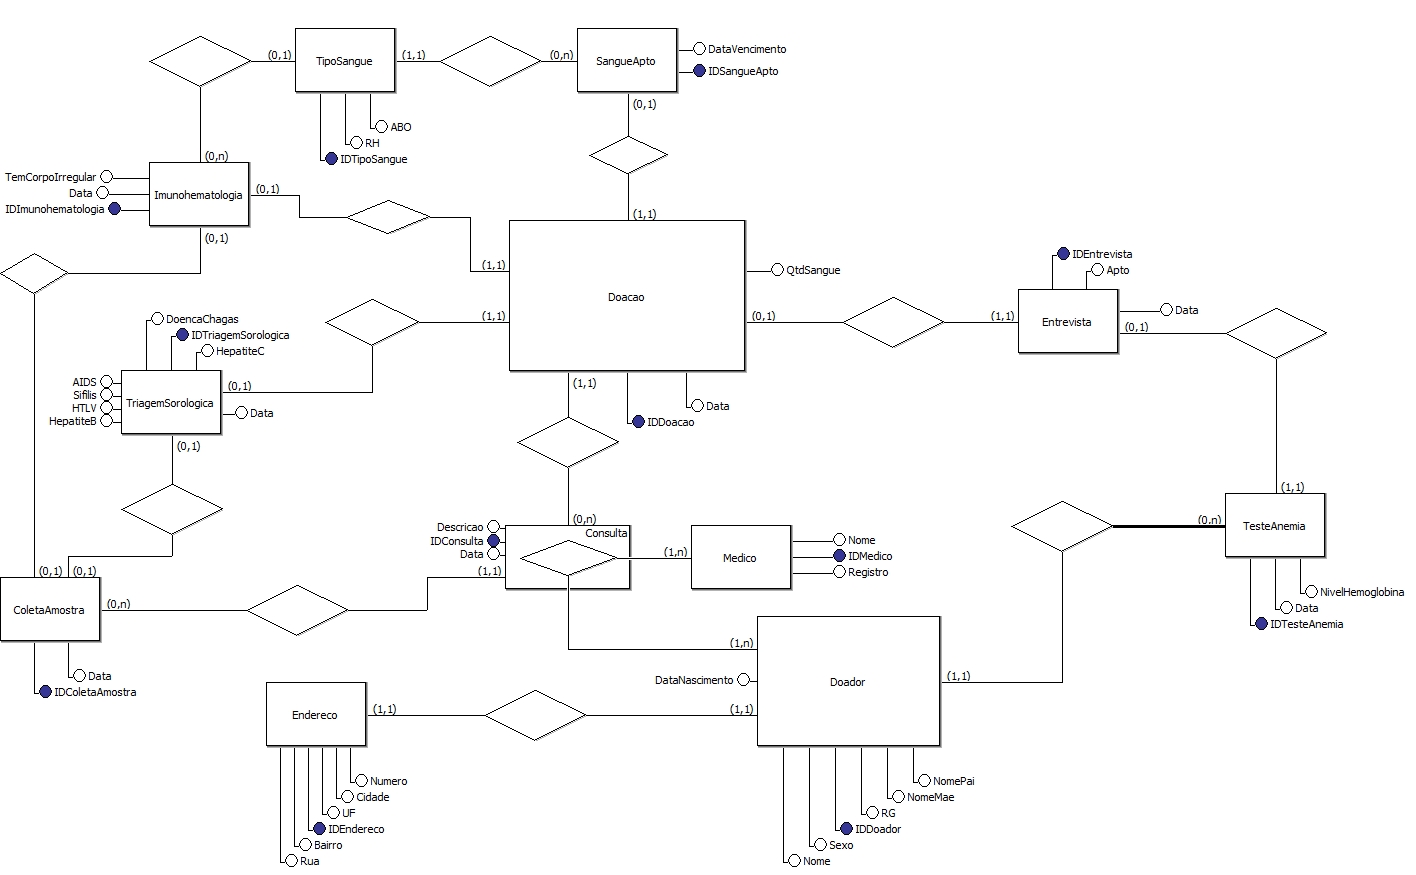 (0,1)
TipoSangue
(1,1)
(0,n)
SangueApto
DataVencimento
IDSangueApto
(0,1)
ABO
RH
IDTipoSangue
(0,n)
TemCorpoIrregular
Data
IDImunohematologia
Imunohematologia
(0,1)
(0,1)
(1,1)
(1,1)
Doacao
QtdSangue
(1,1)
(0,1)
(1,1)
(1,1)
Data
IDDoacao
IDEntrevista
Apto
Entrevista
Data
(0,1)
DoencaChagas
IDTriagemSorologica
HepatiteC
AIDS
Sifilis
HTLV
HepatiteB
TriagemSorologica
(0,1)
Data
(0,1)
(1,1)
(0,n)
TesteAnemia
NivelHemoglobina
Data
IDTesteAnemia
(0,n)
Descricao
IDConsulta
Data
Consulta
(1,1)
(1,n)
Medico
Nome
IDMedico
Registro
(0,1)
(0,1)
ColetaAmostra
(0,n)
Data
IDColetaAmostra
(1,n)
DataNascimento
Doador
(1,1)
(1,1)
Endereco
(1,1)
Numero
Cidade
UF
IDEndereco
Bairro
Rua
NomePai
NomeMae
RG
IDDoador
Sexo
Nome